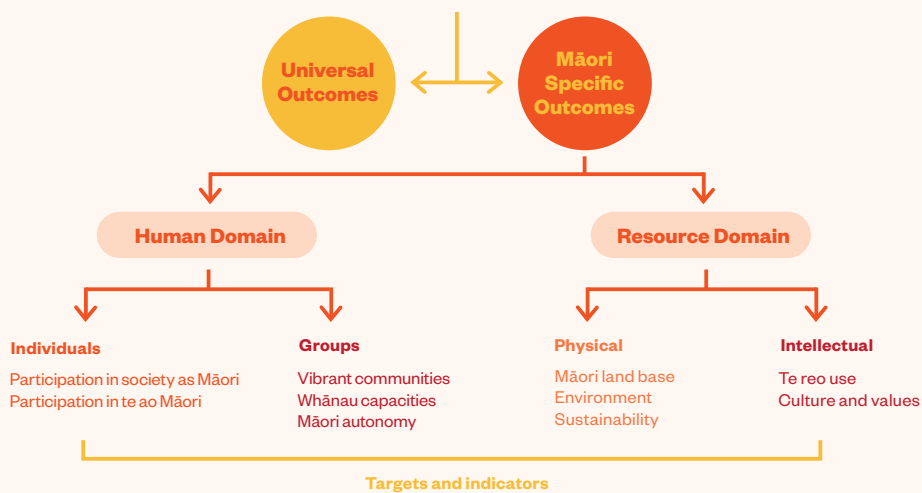 Universal
Outcomes
Māori
Specific
Outcomes
Human Domain
Resource Domain
Individuals
Participation in society as Māori
Participation in te ao Māori
Groups
Vibrant communities
Whānau capacities
Māori autonomy
Physical
Māori land base
Environment
Sustainability
Intellectual
Te reo use
Culture and values
Targets and indicators